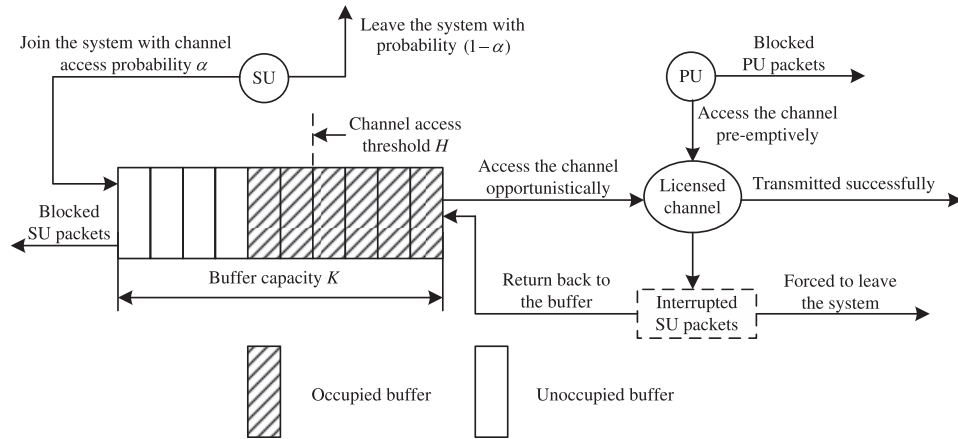 Join the system with channel
access probability α
SU
Leave the system with
probability (1−α)
Channel access
threshold H
PU
Blocked
PU packets
Access the channel
pre-emptively
Access the channel
opportunistically
Licensed
channel
Transmitted successfully
Blocked
SU packets
Buffer capacity K
Return back to
the buffer
Interrupted
SU packets
Forced to leave
the system
Occupied buffer
Unoccupied buffer